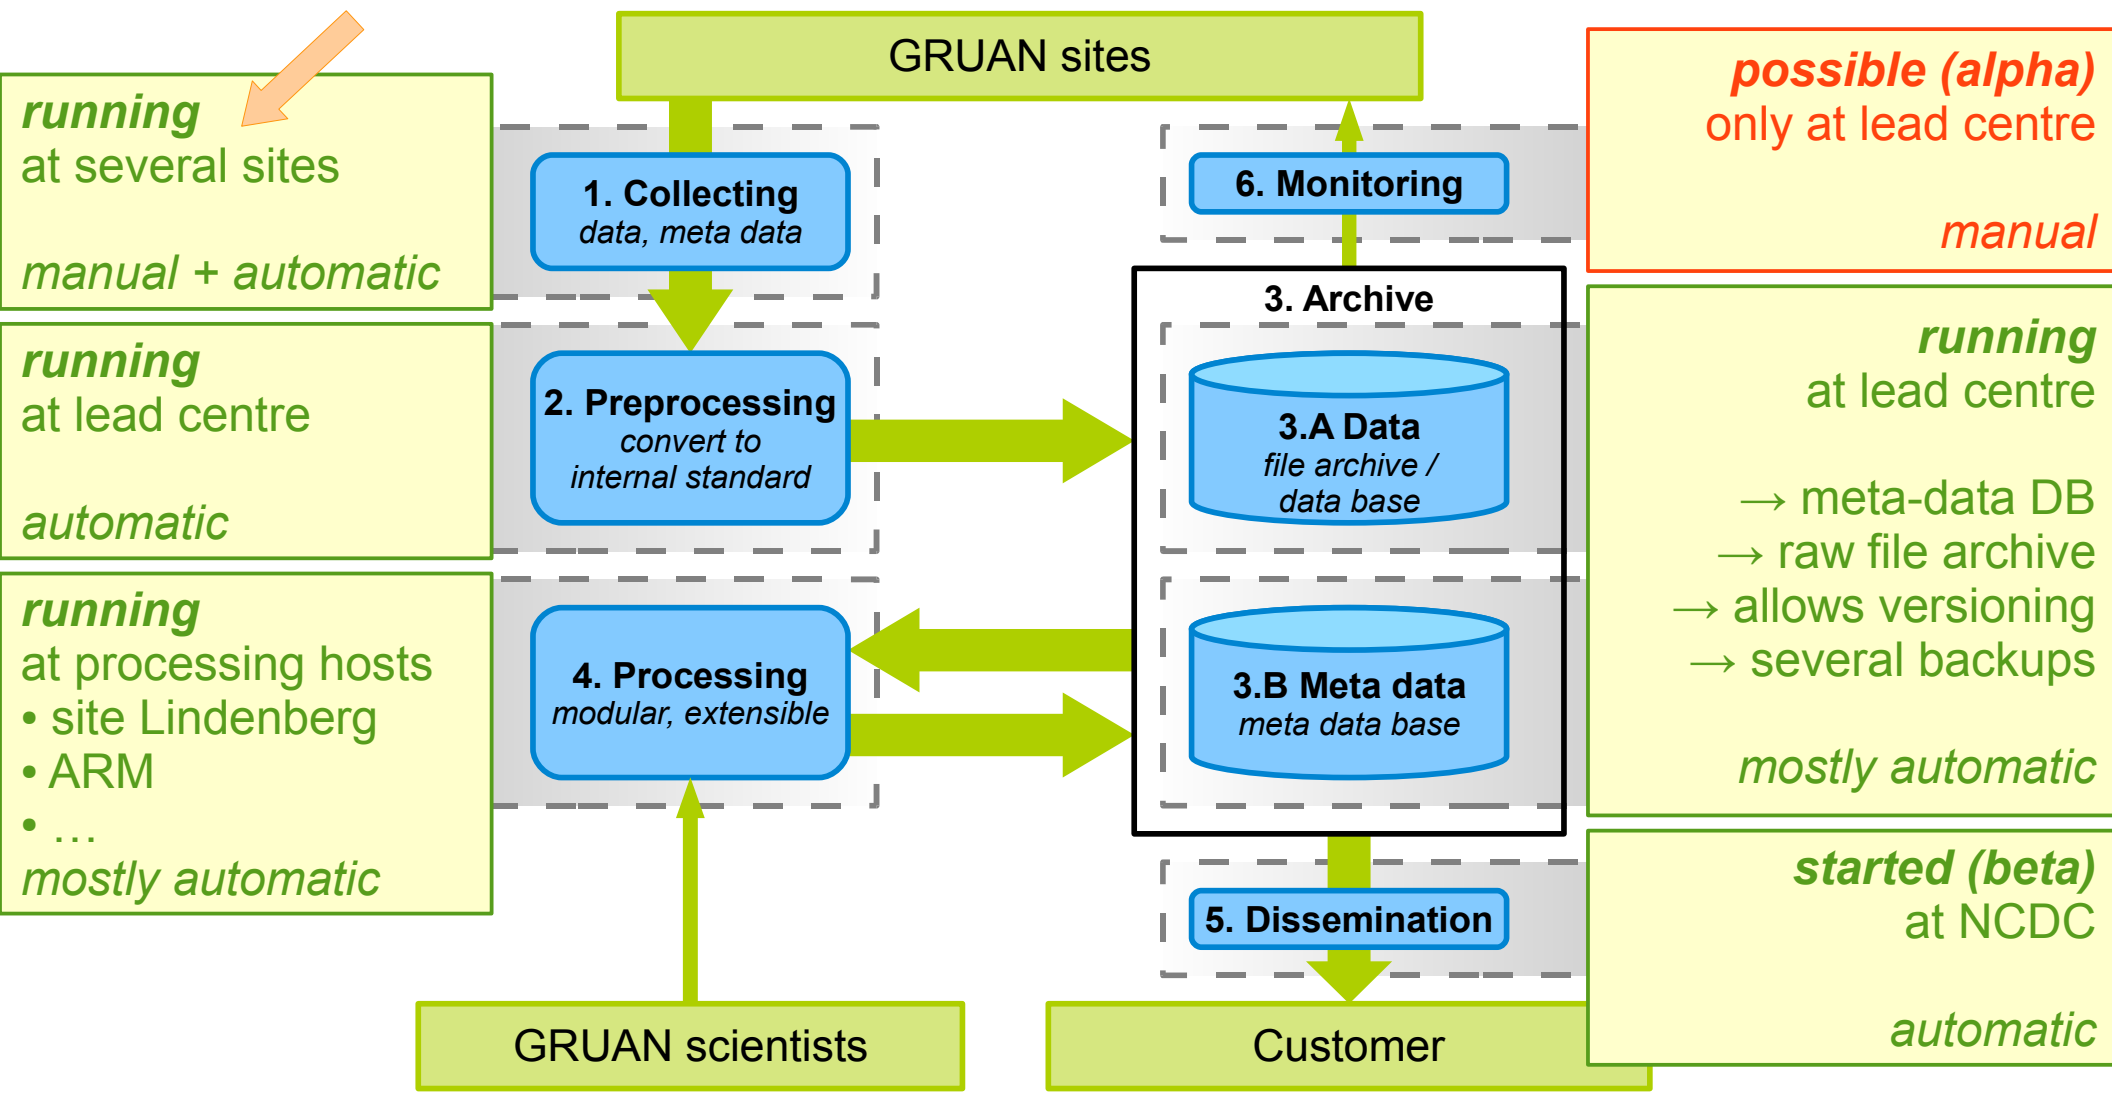 GRUAN sites
running
at several sites
manual + automatic
1. Collecting
data, meta data
6. Monitoring
possible (alpha)
only at lead centre
manual
running
at lead centre
automatic
2. Preprocessing
convert to
internal standard
3. Archive
3.A Data
file archive /
data base
3.B Meta data
meta data base
running
at lead centre
→ meta-data DB
→ raw file archive
→ allows versioning
→ several backups
mostly automatic
running
at processing hosts
• site Lindenberg
• ARM
• …
mostly automatic
4. Processing
modular, extensible
5. Dissemination
started (beta)
at NCDC
automatic
GRUAN scientists
Customer